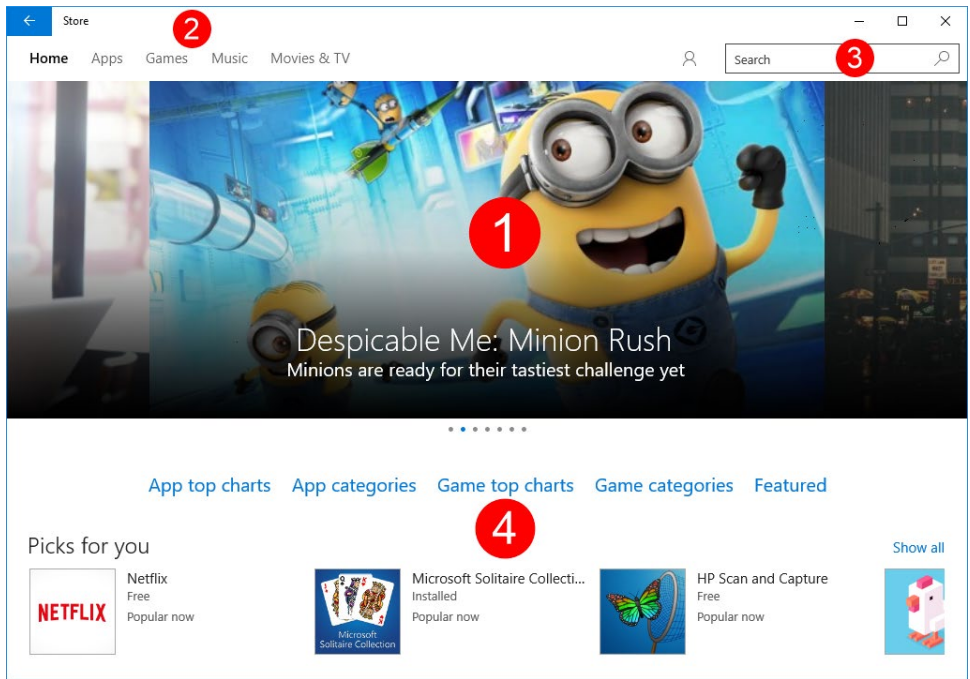 Store
2
Home Apps Games Music Movies & TV
Search
3
1
Despicable Me: Minion Rush
Minions are ready for their tastiest challenge yet
App top charts App categories Game top charts Game categories Featured
4
Picks for you
Show all
NETFLIX
Netflix
Free
Popular now
Microsoft
Solitaire Collection
Microsoft Solitaire Collecti...
Installed
Popular now
HP Scan and Capture
Free
Popular now